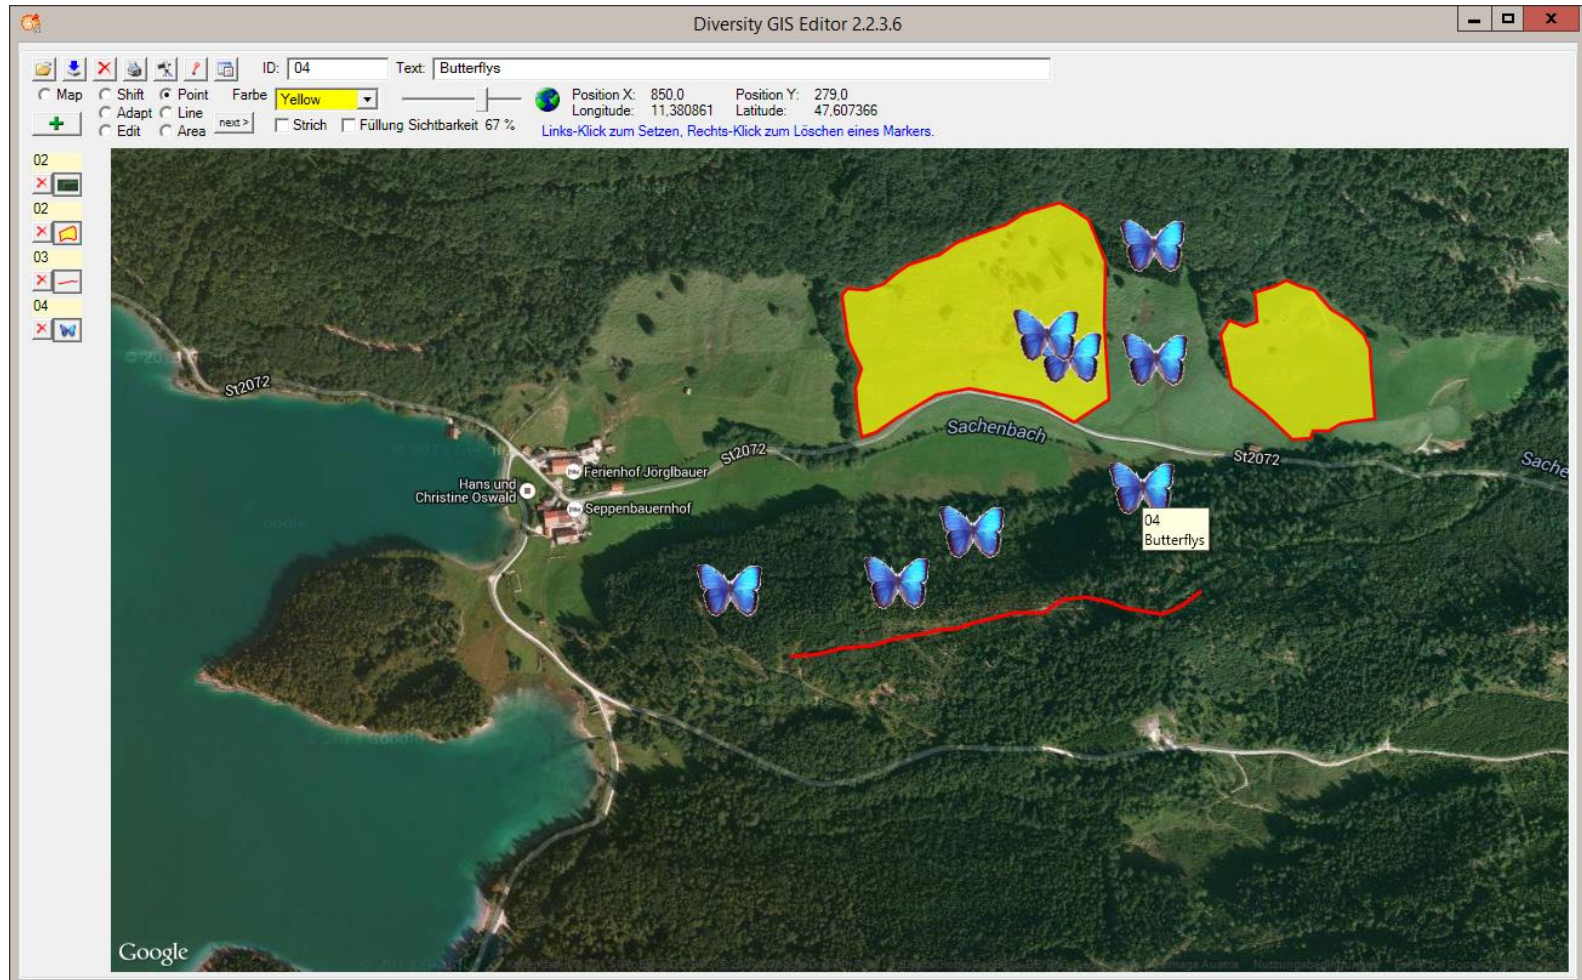 Diversity GIS Editor 2.2.3.6
ID: 04 Text: Butterflys
Map Shift Point Farbe Yellow Position X: 850,0 Position Y: 279,0
Adapt Line Longitude: 11,380861 Latitude: 47,607366
Edit Area next > Strich Füllung Sichtbarkeit 67 %
Links-Klick zum Setzen, Rechts-Klick zum Löschen eines Markers.
02
02
03
04
St2072
Sachenbach
St2072
St2072
Sache
Ferienhof Jörglbauer
Hans und
Christine Oswald
Seppenbauernhof
04
Butterflys
Google